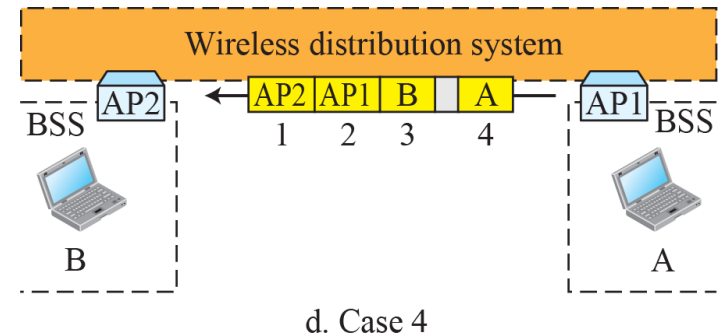 Wireless distribution system
AP2 AP2 AP1 B A AP1
BSS 1 2 3 4 BSS
B A
d. Case 4